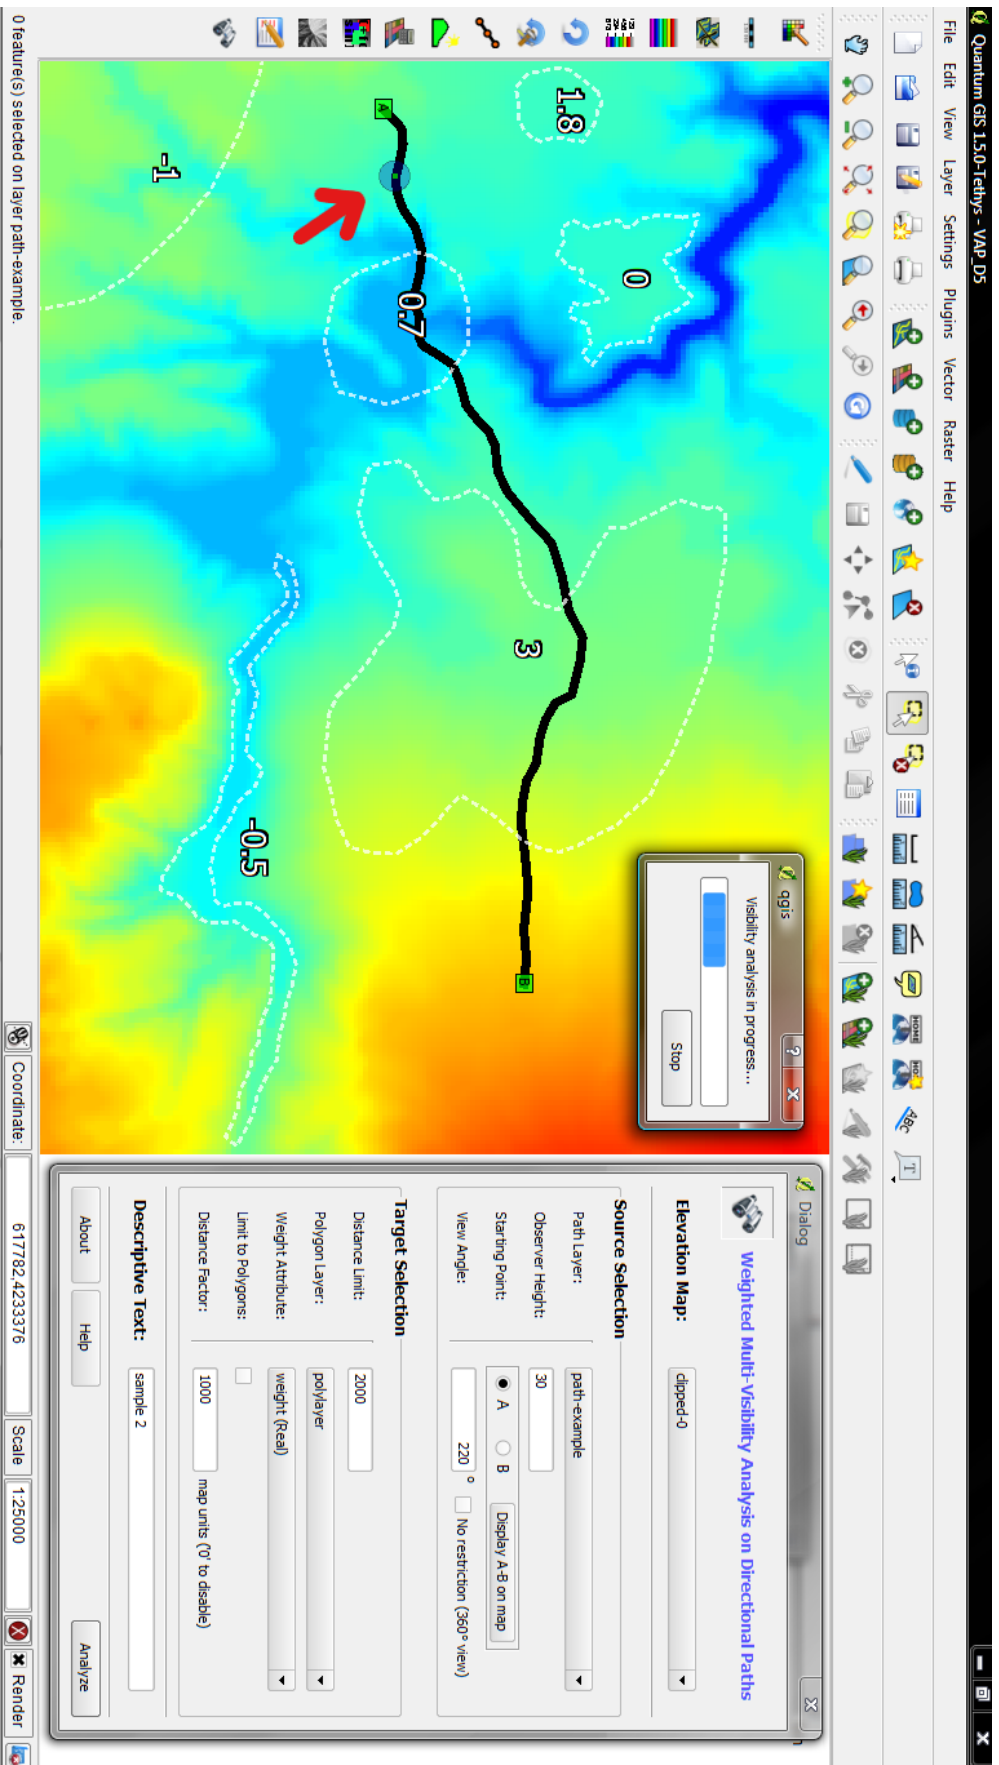 Quantum GIS 1.5.0-Tethys - VAP_D5
File Edit View Layer Settings Plugins Vector Raster Help
1.8
0
qgis
Visibility analysis in progress...
Stop
A
0.7
3
B
-1
-0.5
Dialog
Weighted Multi-Visibility Analysis on Directional Paths
Elevation Map: clipped-0
Source Selection
Path Layer: path-example
Observer Height: 30
Starting Point: A B Display A-B on map
View Angle: 220 ° No restriction (360° view)
Target Selection
Distance Limit: 2000
Polygon Layer: polylayer
Weight Attribute: weight (Real)
Limit to Polygons:
Distance Factor: 1000 map units ('0' to disable)
Descriptive Text: sample 2
About Help Analyze
0 feature(s) selected on layer path-example.
Coordinate: 617782,4233376 Scale 1:25000 Render